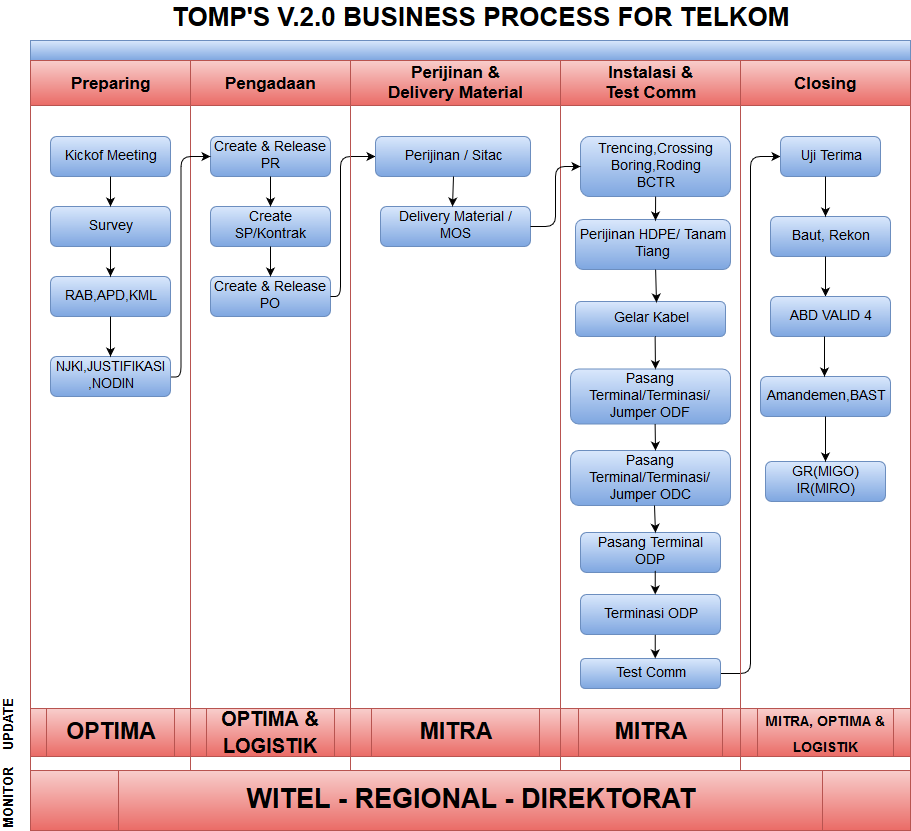 TOMP'S V.2.0 BUSINESS PROCESS FOR TELKOM
Preparing
Pengadaan
Perijinan &
Delivery Material
Instalasi &
Test Comm
Closing
Kickof Meeting
Survey
RAB,APD,KML
NJKI,JUSTIFIKASI
,NODIN
Create & Release
PR
Create
SP/Kontrak
Create & Release
PO
Perijinan / Sitac
Delivery Material /
MOS
Trencing,Crossing
Boring,Roding
BCTR
Perijinan HDPE/ Tanam
Tiang
Gelar Kabel
Pasang
Terminal/Terminasi/
Jumper ODF
Pasang
Terminal/Terminasi/
Jumper ODC
Pasang Terminal
ODP
Terminasi ODP
Test Comm
Uji Terima
Baut, Rekon
ABD VALID 4
Amandemen,BAST
GR(MIGO)
IR(MIRO)
UPDATE
OPTIMA
OPTIMA &
LOGISTIK
MITRA
MITRA
MITRA, OPTIMA &
LOGISTIK
MONITOR
WITEL - REGIONAL - DIREKTORAT